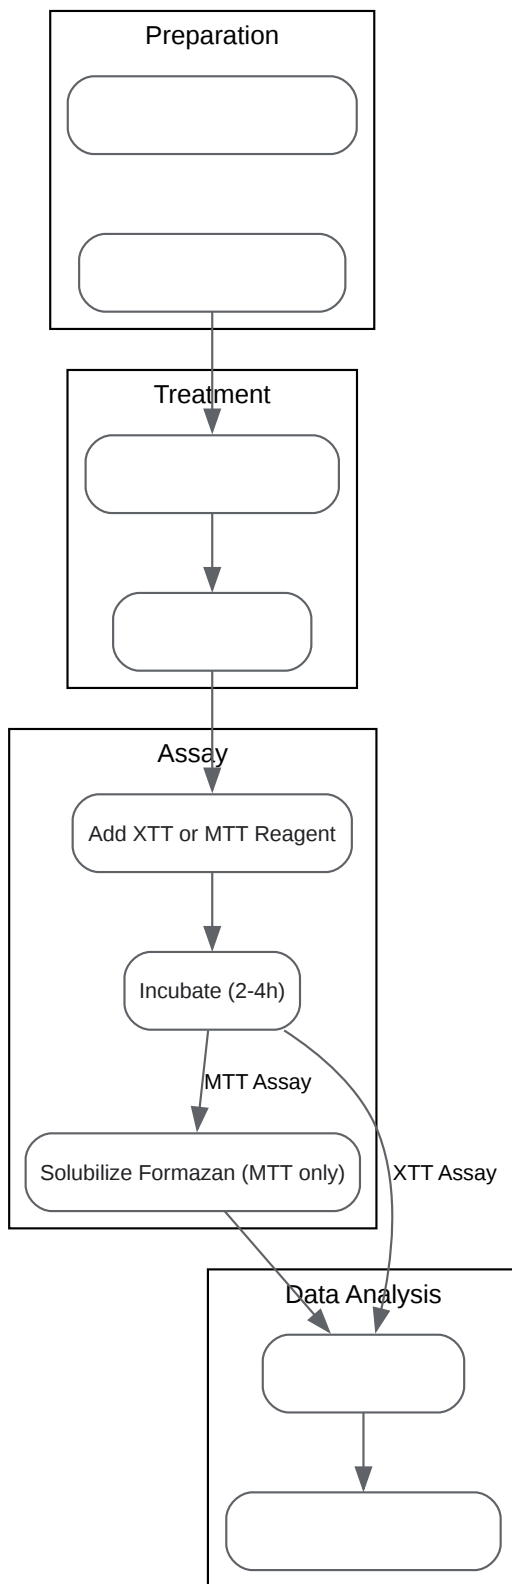 Preparation
Treatment
Assay
Add XTT or MTT Reagent
Incubate (2-4h)
MTT Assay
Solubilize Formazan (MTT only)
XTT Assay
Data Analysis